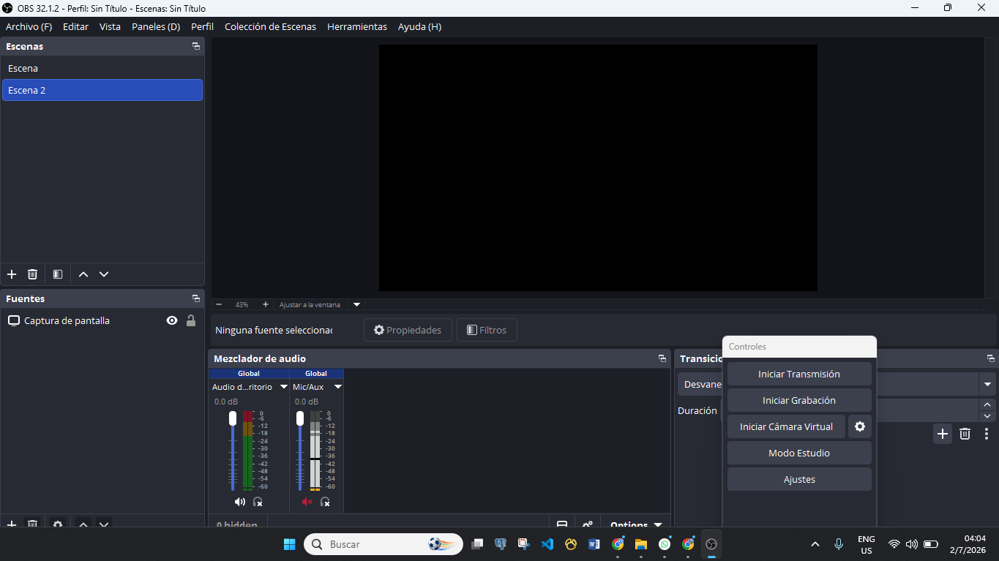 OBS 32.1.2 - Perfil: Sin Título - Escenas: Sin Título
Archivo (F) Editar Vista Paneles (D) Perfil Colección de Escenas Herramientas Ayuda (H)
Escenas
Escena
Escena 2
Fuentes
Captura de pantalla
43% Ajustar a la ventana
Ninguna fuente seleccionac
Propiedades
Filtros
Mezclador de audio
Global
Audio d...ritorio
0.0 dB
0
-6
-12
-18
-24
-30
-36
-42
-48
-54
-60
Global
Mic/Aux
0.0 dB
0
-6
-12
-18
-24
-30
-36
-42
-48
-54
-60
0 hidden
Options
Transicio
Desvane
Duración
Controles
Iniciar Transmisión
Iniciar Grabación
Iniciar Cámara Virtual
Modo Estudio
Ajustes
Buscar
ENG
US
04:04
2/7/2026